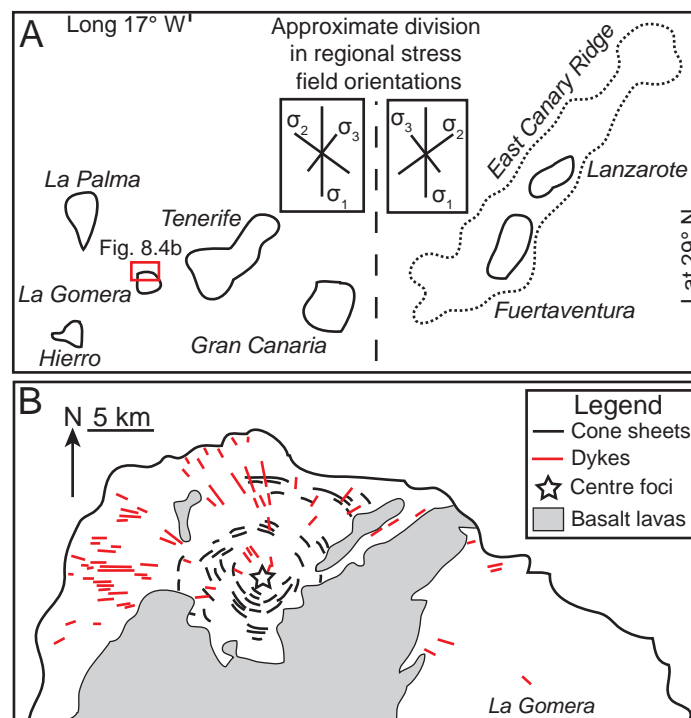 A
Long 17° W
Approximate division
in regional stress
field orientations
East Canary Ridge
σ2
σ3
σ1
σ3
σ2
σ1
La Palma
Tenerife
Lanzarote
Fig. 8.4b
La Gomera
Lat 29° N
Fuertaventura
Gran Canaria
Hierro
B
N
5 km
Legend
Cone sheets
Dykes
Centre foci
Basalt lavas
La Gomera